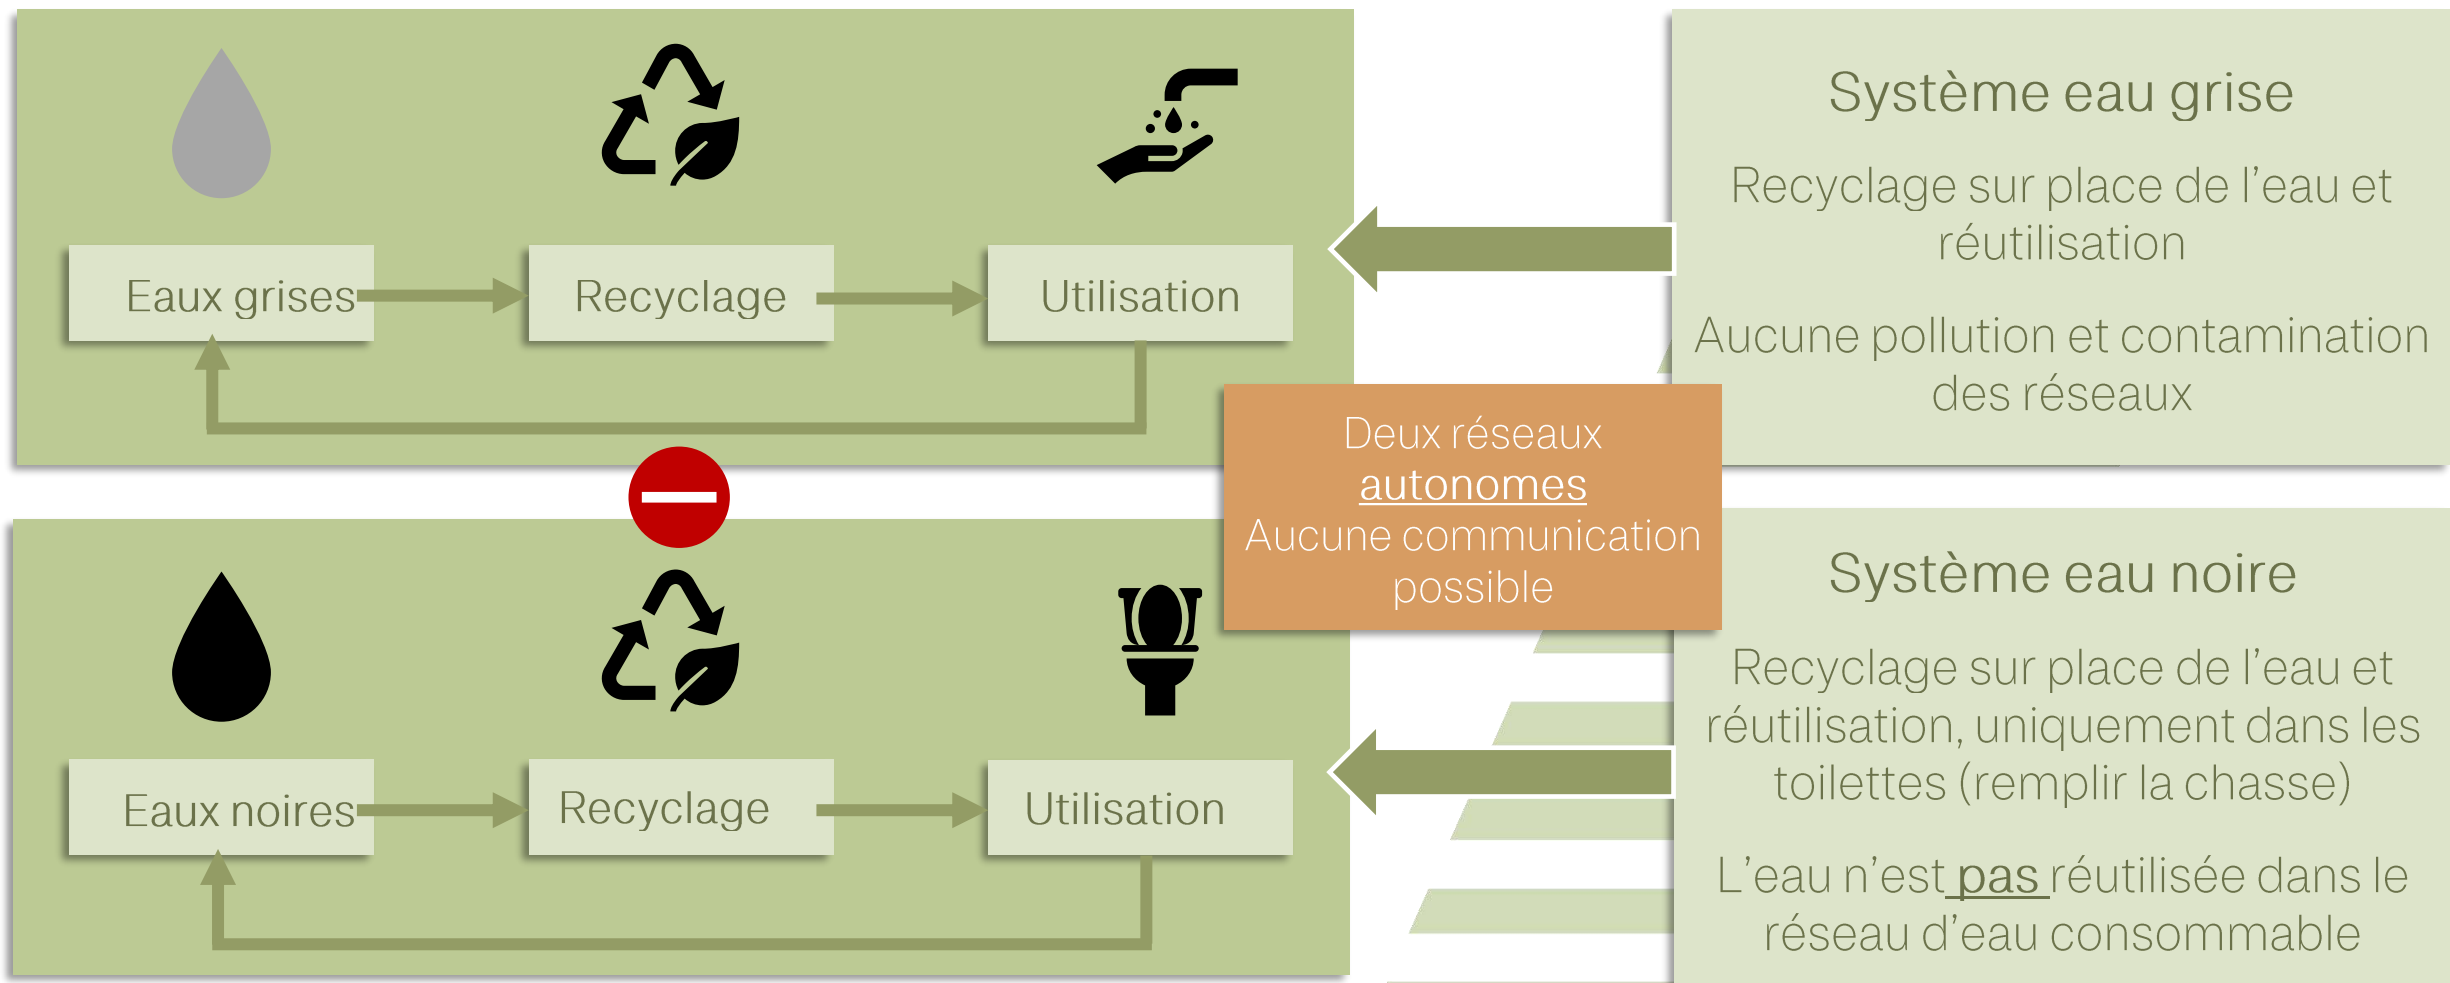 Système eau grise
Recyclage sur place de l’eau et
réutilisation
Aucune pollution et contamination
des réseaux
Eaux grises
Recyclage
Utilisation
Deux réseaux
autonomes
Aucune communication
possible
Système eau noire
Recyclage sur place de l’eau et
réutilisation, uniquement dans les
toilettes (remplir la chasse)
L’eau n’est pas réutilisée dans le
réseau d’eau consommable
Eaux noires
Recyclage
Utilisation